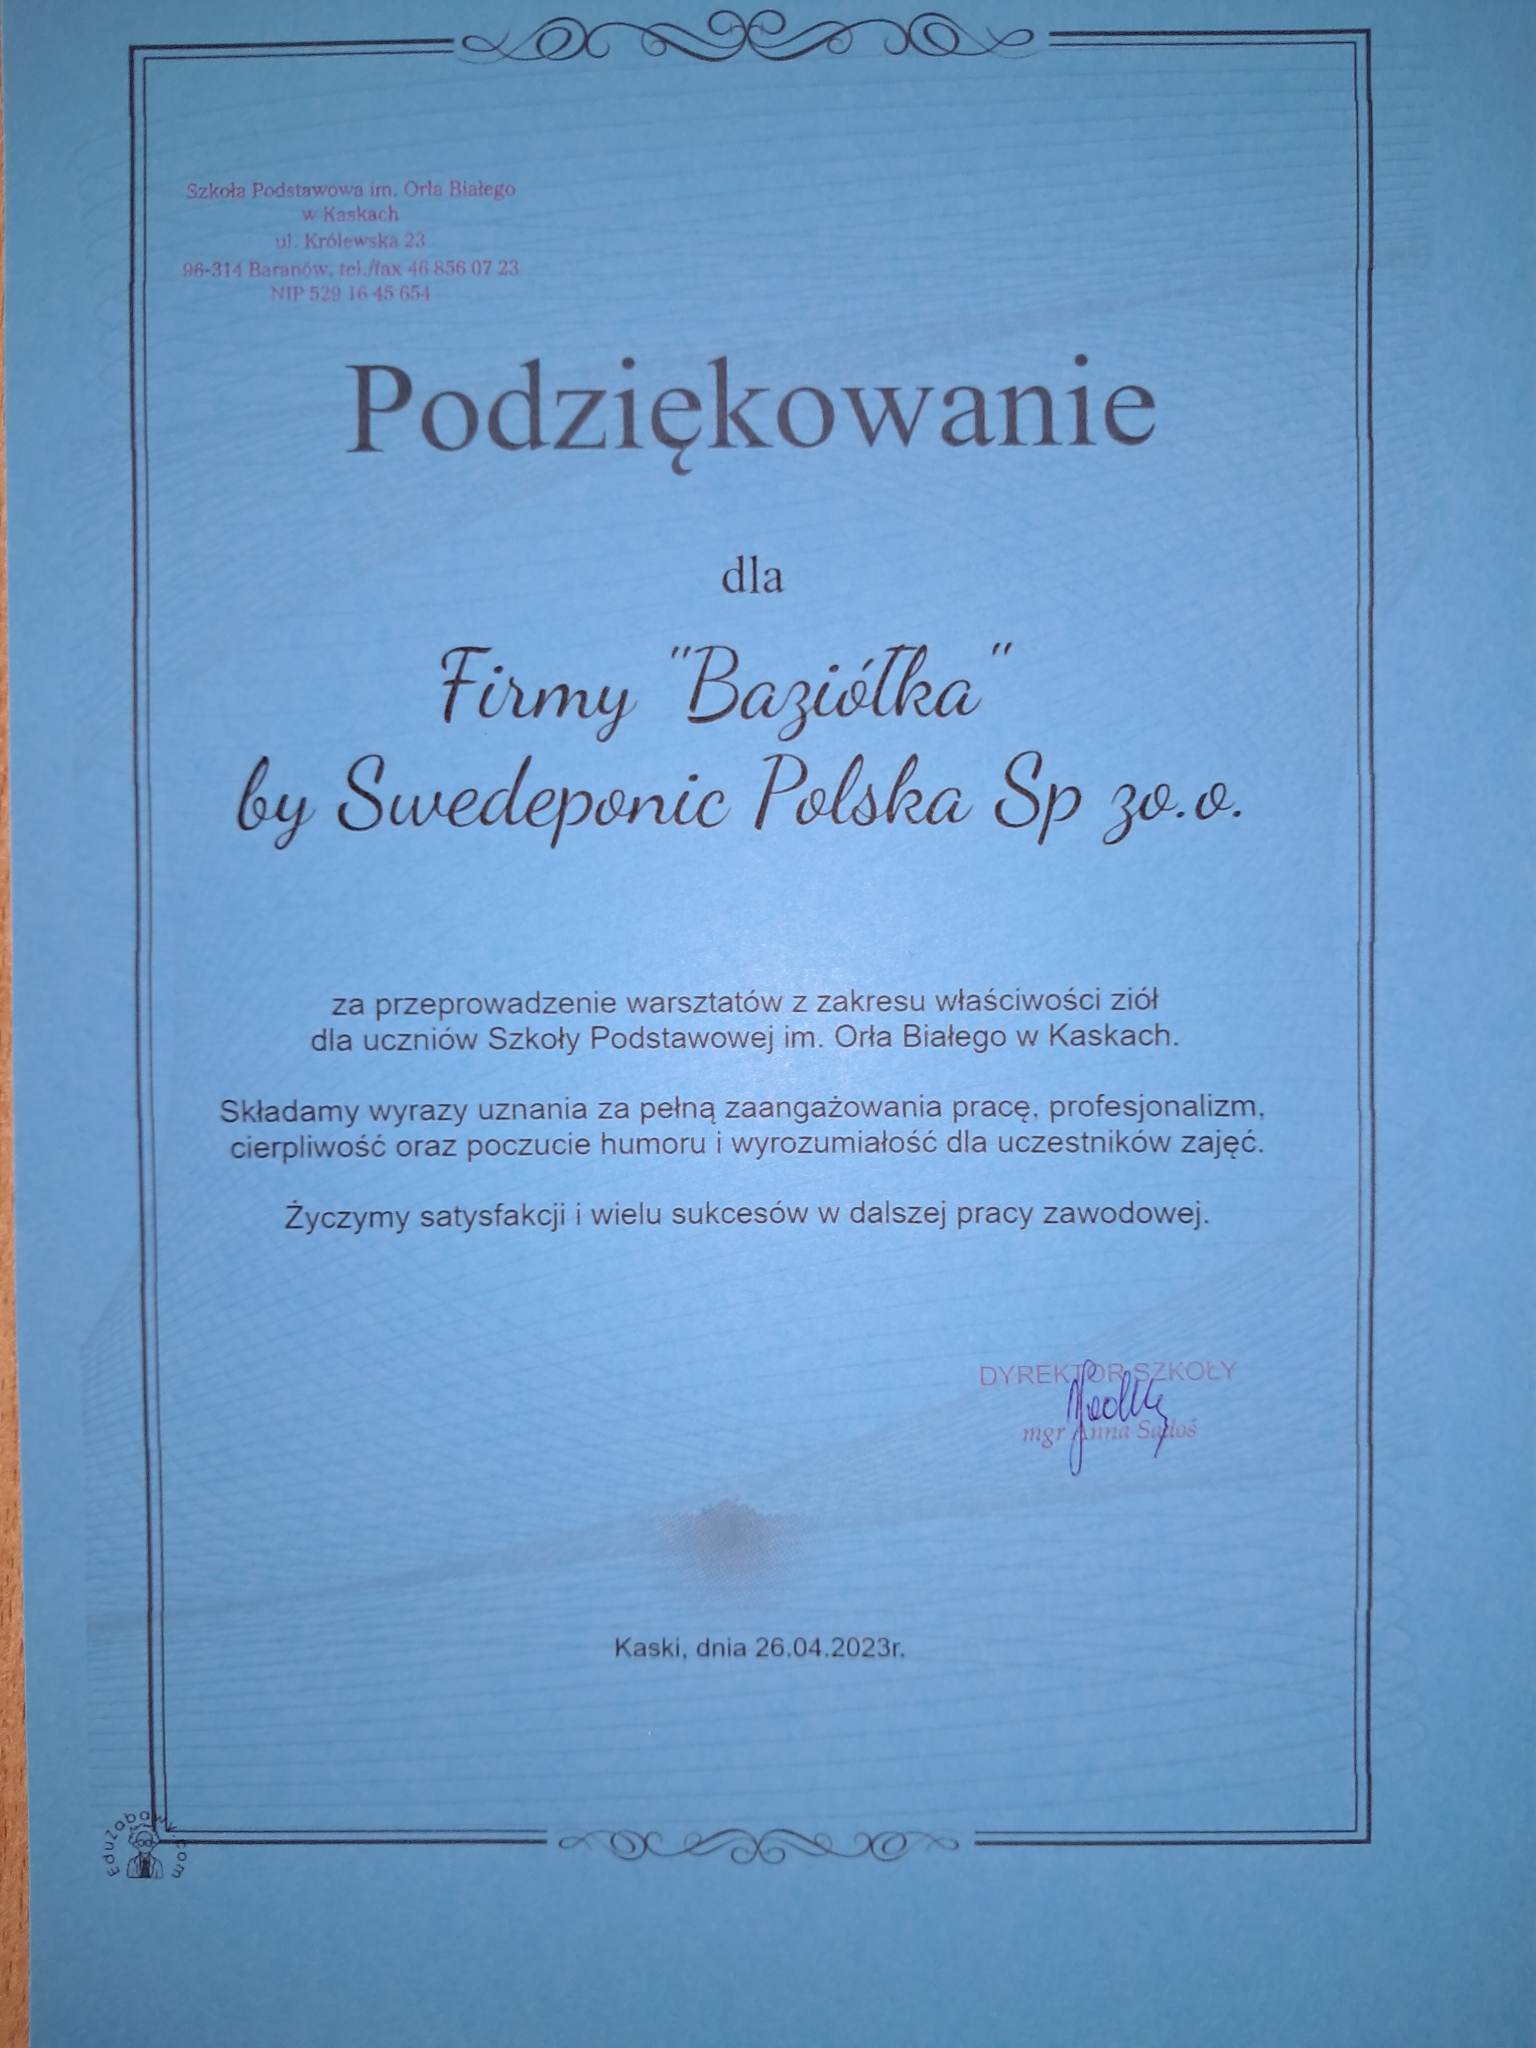 Szkoła Podstawowa im. Orła Białego
w Kaskach
ul. Królewska 23
96-314 Baranów, tel./fax 46 856 07 23
NIP 529 16 45 654
Podziękowanie
dla
Firmy "Baziółka"
by Swedeponic Polska Sp zo.o.
za przeprowadzenie warsztatów z zakresu właściwości ziół
dla uczniów Szkoły Podstawowej im. Orła Białego w Kaskach.
Składamy wyrazy uznania za pełną zaangażowania pracę, profesjonalizm,
cierpliwość oraz poczucie humoru i wyrozumiałość dla uczestników zajęć.
Życzymy satysfakcji i wielu sukcesów w dalszej pracy zawodowej.
DYREKTOR SZKOŁY
mgr Anna
Kaski, dnia 26.04.2023r.